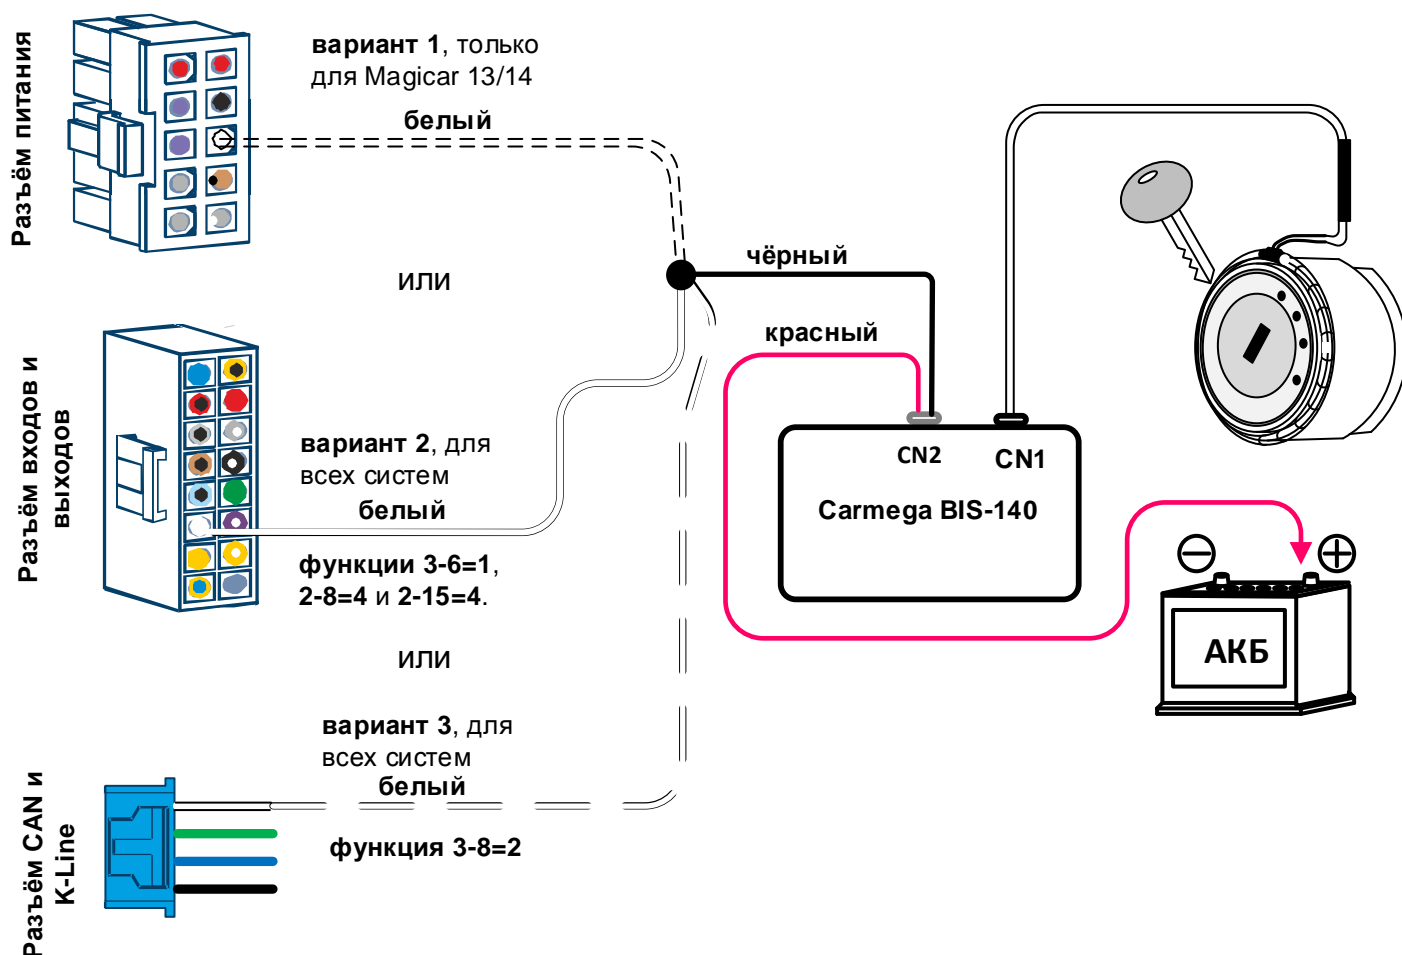 Разъём питания
вариант 1, только
для Magicar 13/14
белый
или
чёрный
красный
Разъём входов и
выходов
вариант 2, для
всех систем
белый
функции 3-6=1,
2-8=4 и 2-15=4.
CN2
CN1
Carmega BIS-140
АКБ
или
вариант 3, для
всех систем
белый
функция 3-8=2
Разъём CAN и
K-Line